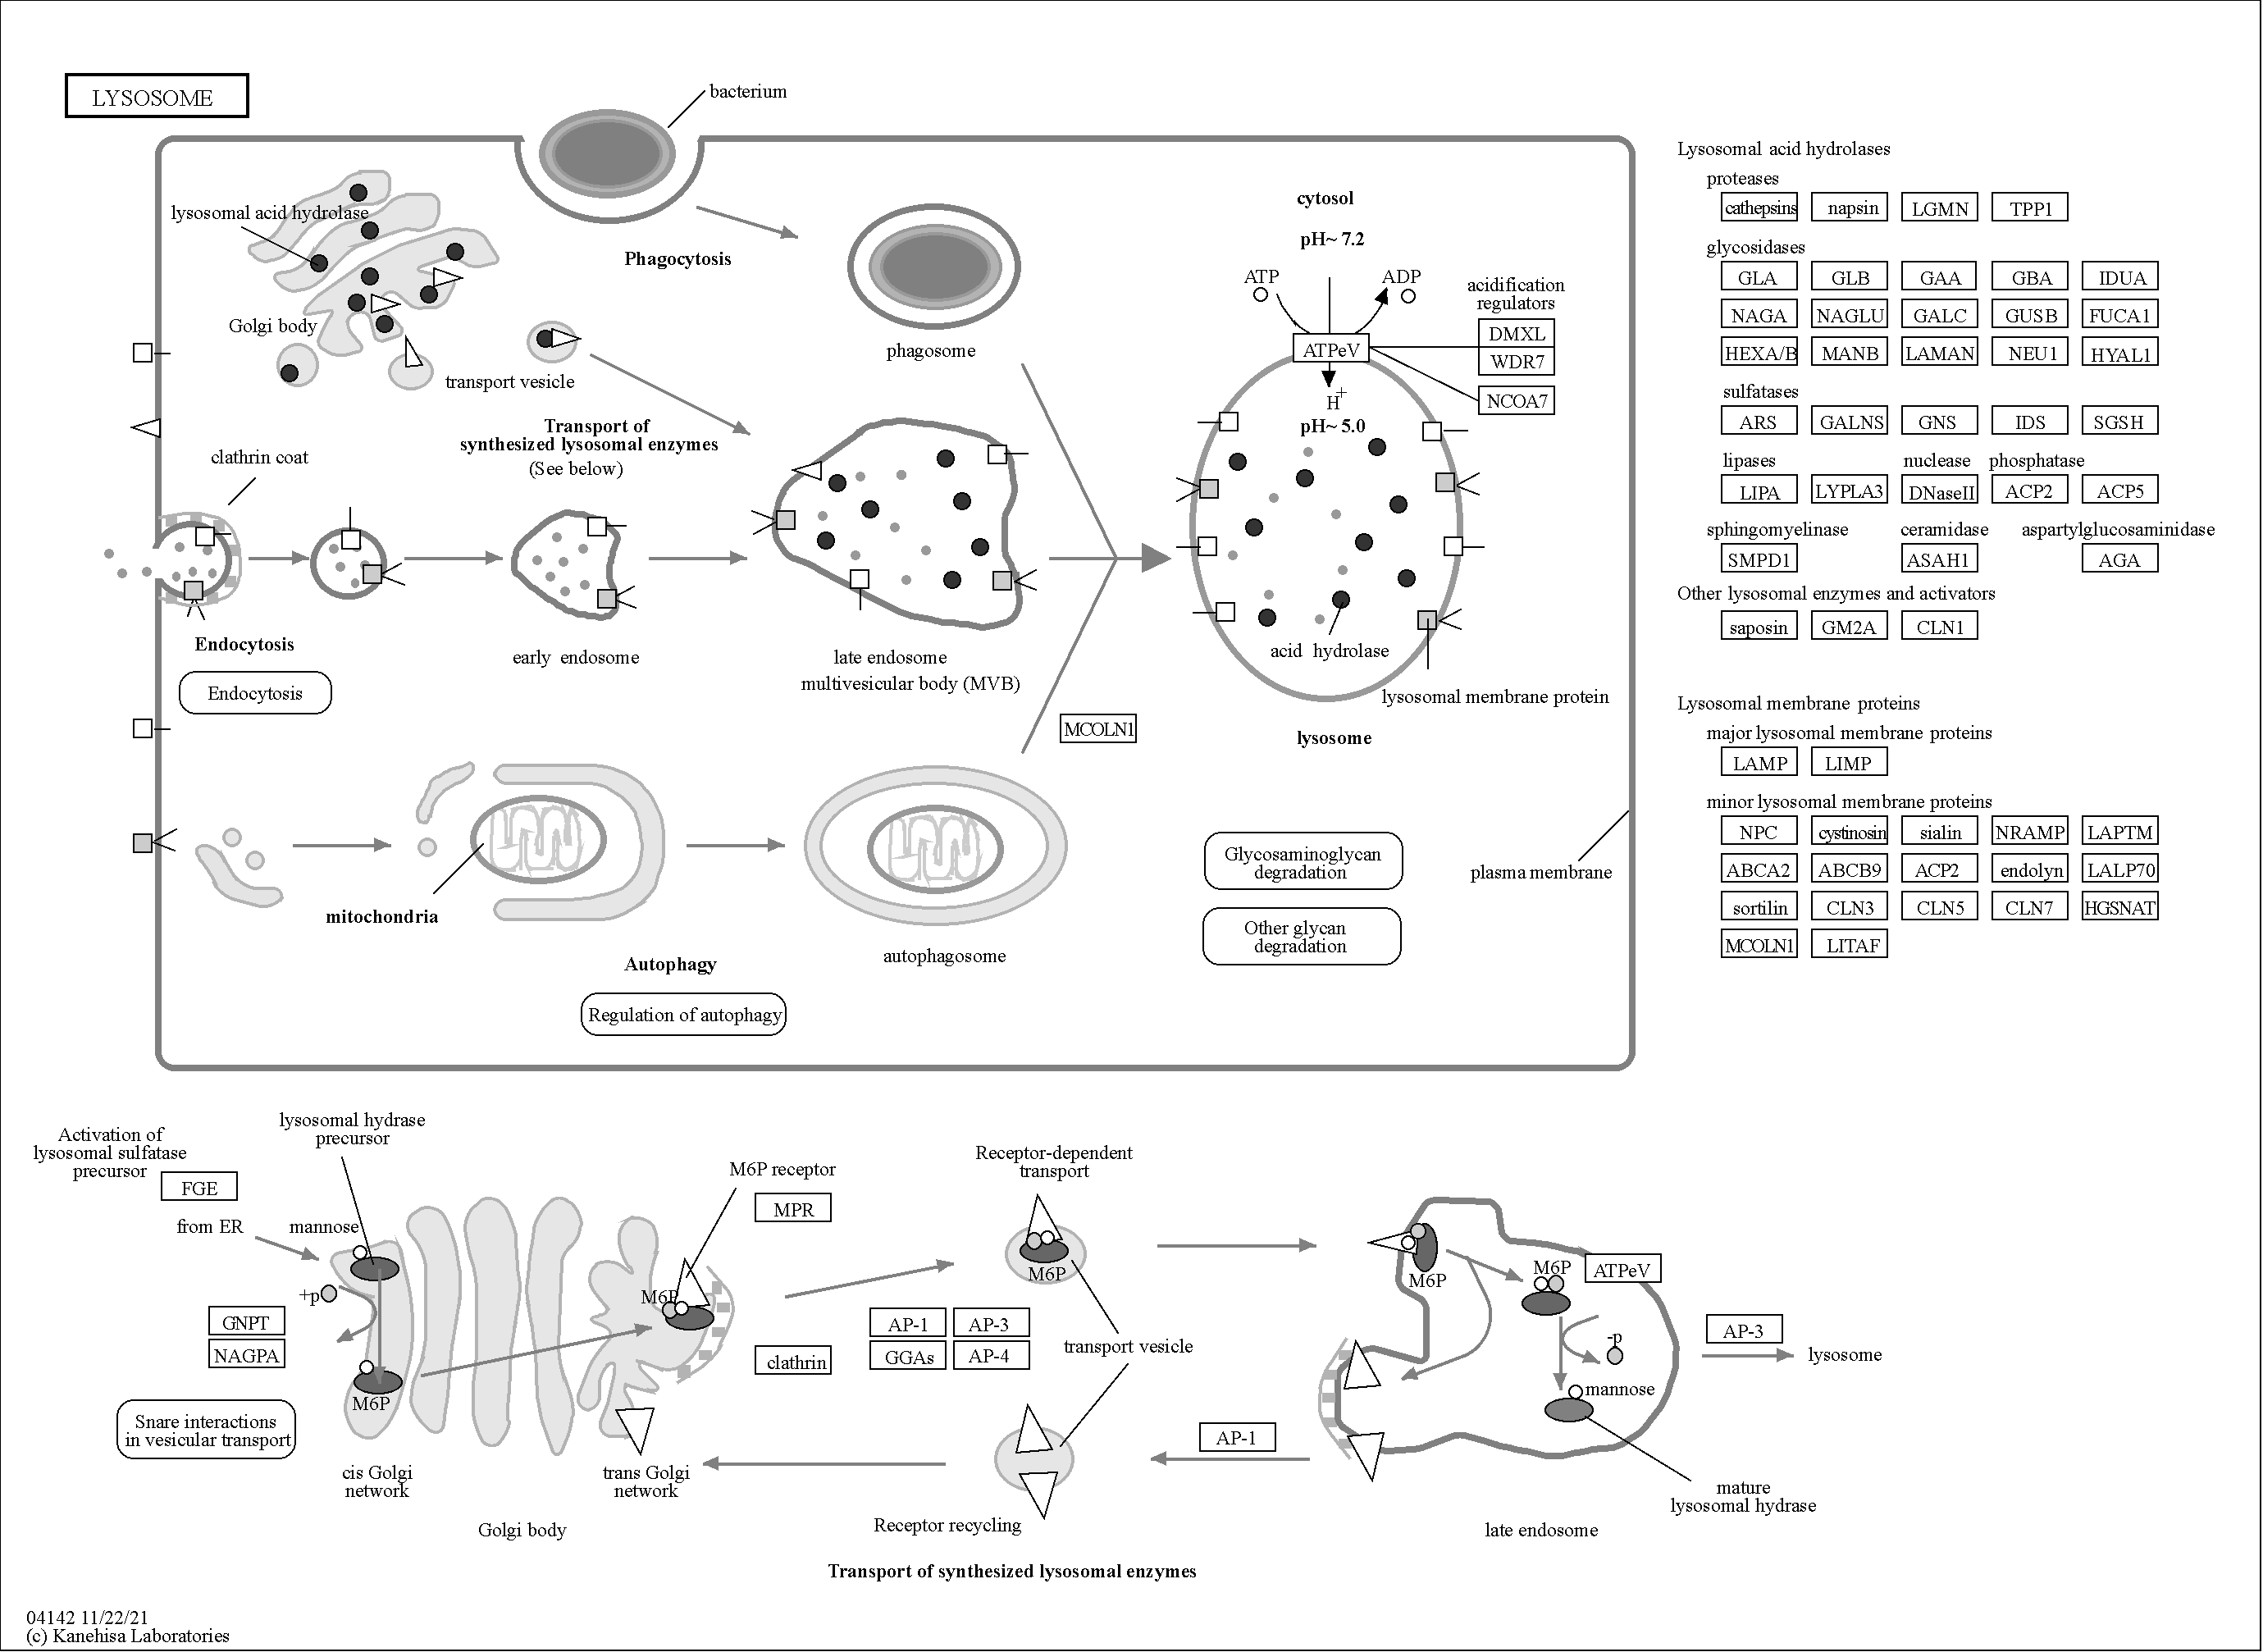 LYSOSOME
bacterium
lysosomal acid hydrolase
Golgi body
Phagocytosis
phagosome
transport vesicle
Transport of
synthesized lysosomal enzymes
(See below)
clathrin coat
Endocytosis
Endocytosis
early endosome
late endosome
multivesicular body (MVB)
cytosol
pH~ 7.2
ATP
ADP
ATPeV
H+
pH~ 5.0
acidification
regulators
DMXL
WDR7
NCOA7
acid hydrolase
lysosomal membrane protein
lysosome
MCOLN1
mitochondria
Autophagy
Regulation of autophagy
autophagosome
Glycosaminoglycan
degradation
Other glycan
degradation
plasma membrane
Lysosomal acid hydrolases
proteases
cathepsins napsin LGMN TPP1
glycosidases
GLA GLB GAA GBA IDUA
NAGA NAGLU GALC GUSB FUCA1
HEXA/B MANB LAMAN NEU1 HYAL1
sulfatases
ARS GALNS GNS IDS SGSH
lipases nuclease phosphatase
LIPA LYPLA3 DNaseII ACP2 ACP5
sphingomyelinase ceramidase aspartylglucosaminidase
SMPD1 ASAH1 AGA
Other lysosomal enzymes and activators
saposin GM2A CLN1
Lysosomal membrane proteins
major lysosomal membrane proteins
LAMP LIMP
minor lysosomal membrane proteins
NPC cystinosin sialin NRAMP LAPTM
ABCA2 ABCB9 ACP2 endolyn LALP70
sortilin CLN3 CLN5 CLN7 HGSNAT
MCOLN1 LITAF
Activation of
lysosomal sulfatase
precursor
FGE
lysosomal hydrase
precursor
from ER
mannose
+p
GNPT
NAGPA
M6P
Snare interactions
in vesicular transport
cis Golgi
network
Golgi body
trans Golgi
network
M6P receptor
MPR
M6P
clathrin
AP-1 AP-3
GGAs AP-4
Receptor-dependent
transport
M6P
transport vesicle
Receptor recycling
AP-1
M6P
M6P
ATPeV
-p
mannose
AP-3
lysosome
mature
lysosomal hydrase
late endosome
Transport of synthesized lysosomal enzymes
04142 11/22/21
(c) Kanehisa Laboratories